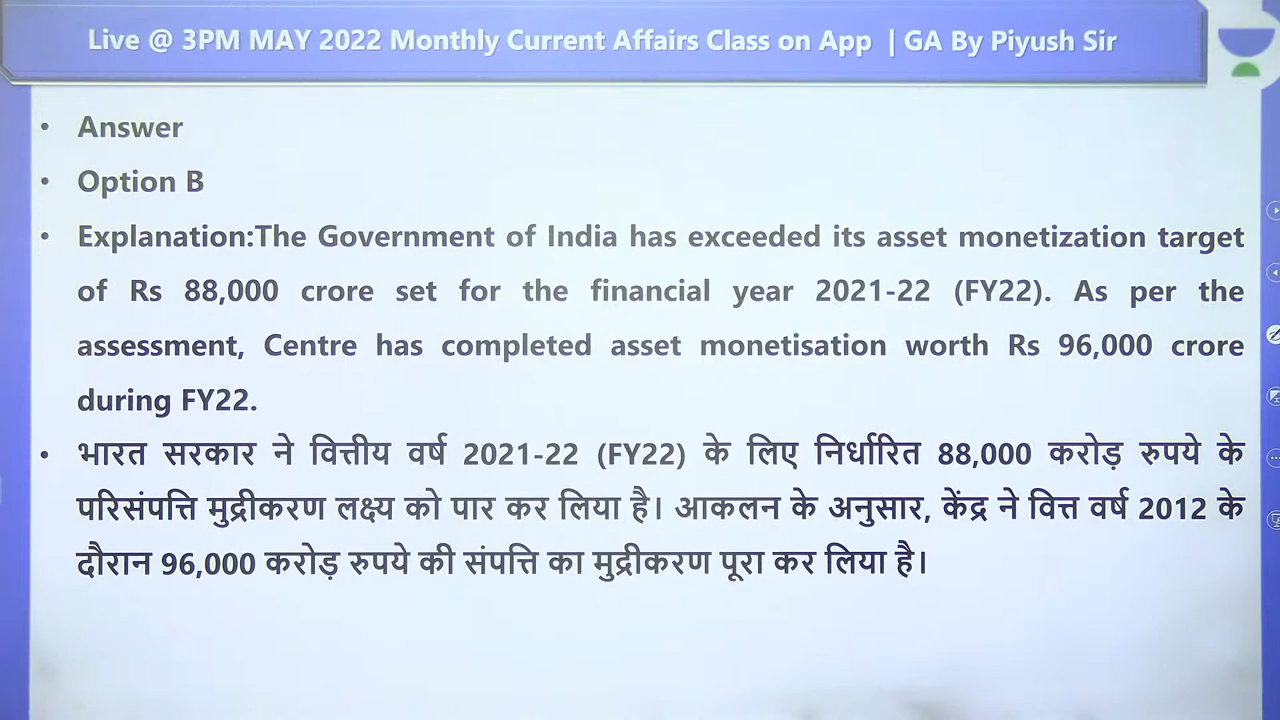 Live @ 3PM MAY 2022 Monthly Current Affairs Class on App | GA By Piyush Sir
• Answer
• Option B
• Explanation:The Government of India has exceeded its asset monetization target
of Rs 88,000 crore set for the financial year 2021-22 (FY22). As per the
assessment, Centre has completed asset monetisation worth Rs 96,000 crore
during FY22.
• भारत सरकार ने वित्तीय वर्ष 2021-22 (FY22) के लिए निर्धारित 88,000 करोड़ रुपये के
परिसंपत्ति मुद्रीकरण लक्ष्य को पार कर लिया है। आकलन के अनुसार, केंद्र ने वित्त वर्ष 2012 के
दौरान 96,000 करोड़ रुपये की संपत्ति का मुद्रीकरण पूरा कर लिया है।